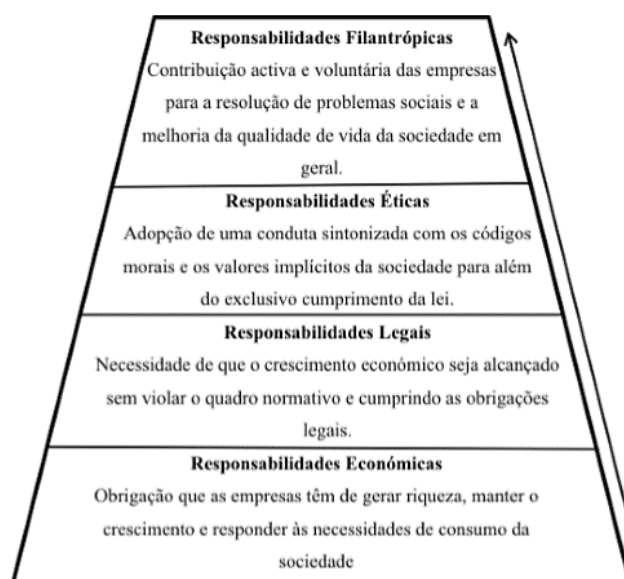 Responsabilidades Filantrópicas
Contribuição activa e voluntária das empresas
para a resolução de problemas sociais e a
melhoria da qualidade de vida da sociedade em
geral.
Responsabilidades Éticas
Adopção de uma conduta sintonizada com os códigos
morais e os valores implícitos da sociedade para além
do exclusivo cumprimento da lei.
Responsabilidades Legais
Necessidade de que o crescimento económico seja alcançado
sem violar o quadro normativo e cumprindo as obrigações
legais.
Responsabilidades Económicas
Obrigação que as empresas têm de gerar riqueza, manter o
crescimento e responder às necessidades de consumo da
sociedade